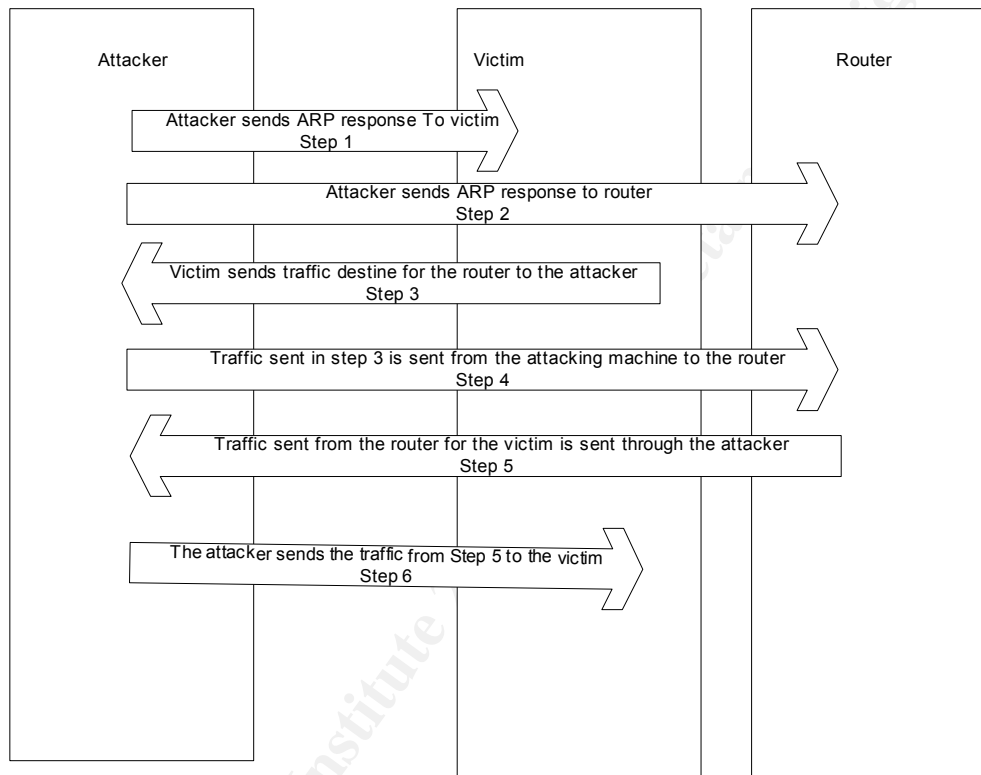 Attacker
Victim
Router
Attacker sends ARP response To victim
Step 1
Attacker sends ARP response to router
Step 2
Victim sends traffic destine for the router to the attacker
Step 3
Traffic sent in step 3 is sent from the attacking machine to the router
Step 4
Traffic sent from the router for the victim is sent through the attacker
Step 5
The attacker sends the traffic from Step 5 to the victim
Step 6
Institute